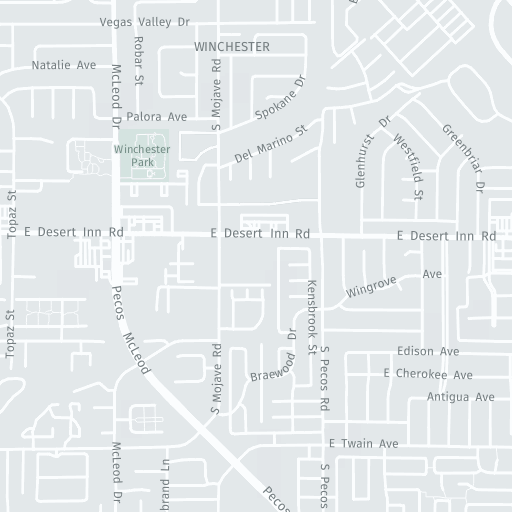 Vegas Valley Dr
Robar St
WINCHESTER
Natalie Ave
McLeod Dr
S Mojave Rd
Spokane Dr
Palora Ave
Del Marino St
Glenhurst Dr
Westfield St
Greenbriar Dr
Winchester
Park
Topaz St
E Desert Inn Rd
E Desert Inn Rd
E Desert Inn Rd
Wingrove Ave
Kensbrook St
Pecos McLeod
Topaz St
S Mojave Rd
Braewood Dr
S Pecos Rd
Edison Ave
E Cherokee Ave
Antigua Ave
E Twain Ave
McLeod Dr
brand Ln
Pecos
S Pecos